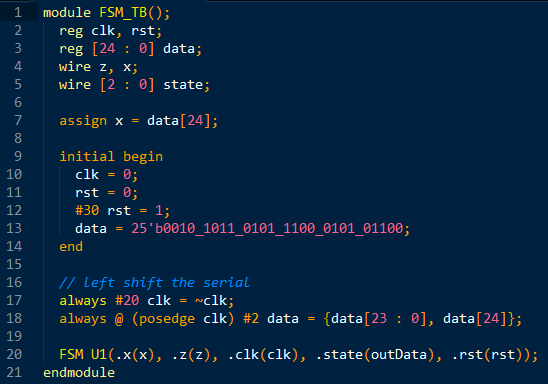 1 module FSM_TB();
2   reg clk, rst;
3   reg [24 : 0] data;
4   wire z, x;
5   wire [2 : 0] state;
6
7   assign x = data[24];
8
9   initial begin
10     clk = 0;
11     rst = 0;
12     #30 rst = 1;
13     data = 25'b0010_1011_0101_1100_0101_01100;
14   end
15
16   // left shift the serial
17   always #20 clk = ~clk;
18   always @ (posedge clk) #2 data = {data[23 : 0], data[24]};
19
20   FSM U1(.x(x), .z(z), .clk(clk), .state(outData), .rst(rst));
21 endmodule